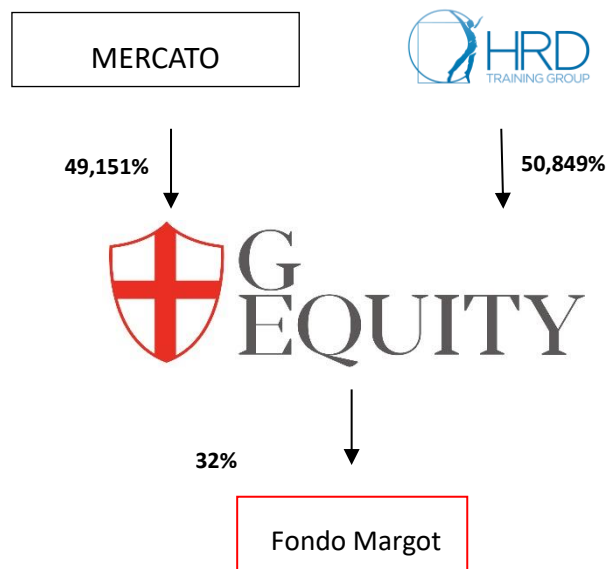 MERCATO
HRD
TRAINING GROUP
49,151%
50,849%
G
EQUITY
32%
Fondo Margot